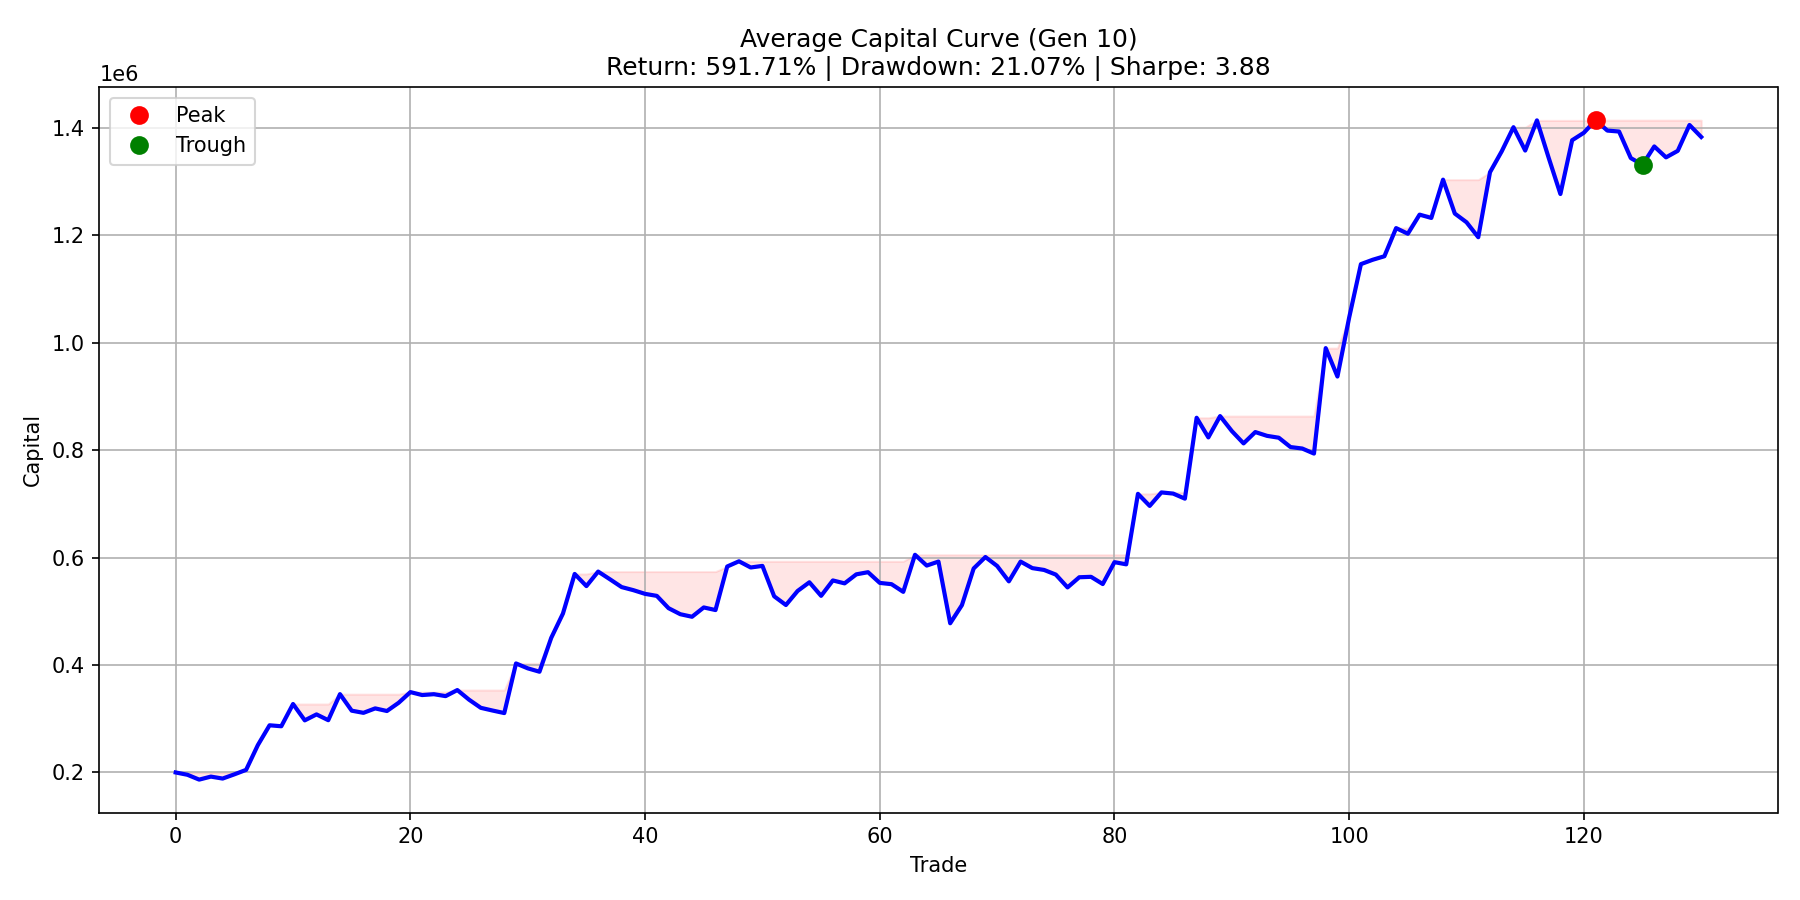 Average Capital Curve (Gen 10)
Return: 591.71% | Drawdown: 21.07% | Sharpe: 3.88
1e6
Peak
Trough
1.4
1.2
1.0
0.8
0.6
0.4
0.2
Capital
0 20 40 60 80 100 120
Trade